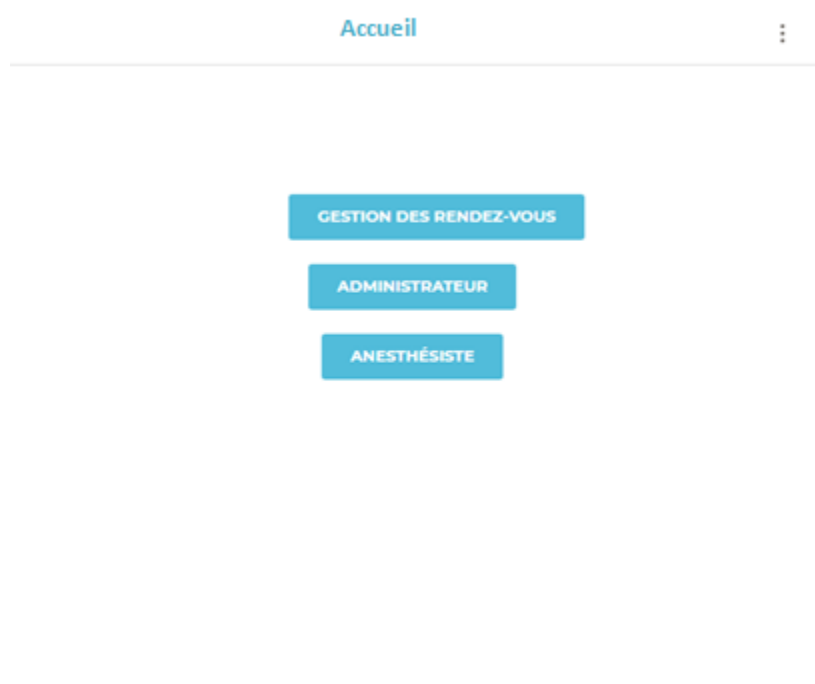 Accueil
GESTION DES RENDEZ-VOUS
ADMINISTRATEUR
ANESTHÉSISTE